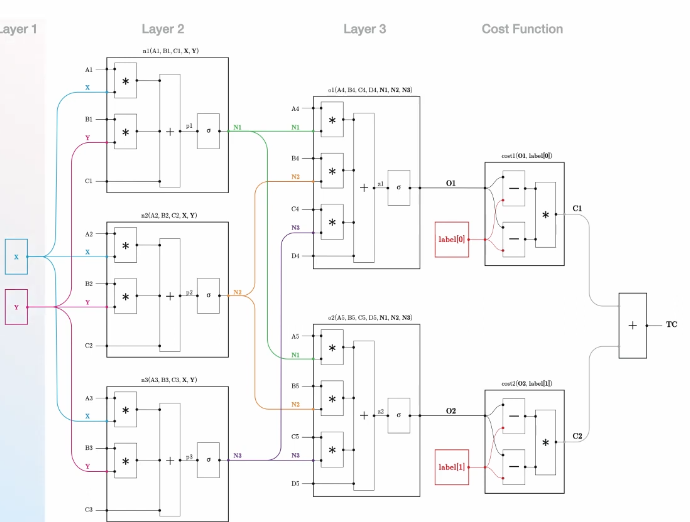 Layer 1
Layer 2
Layer 3
Cost Function
n1(A1, B1, C1, X, Y)
A1
*
X
B1
*
Y
+
p1
σ
N1
C1
n2(A2, B2, C2, X, Y)
A2
*
X
B2
*
Y
+
p2
σ
N2
C2
n3(A3, B3, C3, X, Y)
A3
*
X
B3
*
Y
+
p3
σ
N3
C3
X
Y
o1(A4, B4, C4, D4, N1, N2, N3)
A4
*
N1
B4
*
N2
C4
*
N3
D4
+
σ
O1
o2(A5, B5, C5, D5, N1, N2, N3)
A5
*
N1
B5
*
N2
C5
*
N3
D5
+
σ
O2
cost1(O1, label[0])
label[0]
−
−
*
C1
cost2(O2, label[1])
label[1]
−
−
*
C2
+
TC